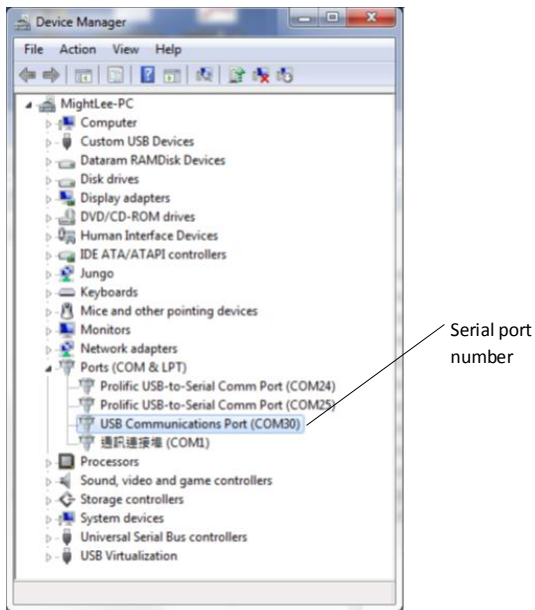 Device Manager
File Action View Help
MightLee-PC
Computer
Custom USB Devices
Dataram RAMDisk Devices
Disk drives
Display adapters
DVD/CD-ROM drives
Human Interface Devices
IDE ATA/ATAPI controllers
Jungo
Keyboards
Mice and other pointing devices
Monitors
Network adapters
Ports (COM & LPT)
Prolific USB-to-Serial Comm Port (COM24)
Prolific USB-to-Serial Comm Port (COM25)
USB Communications Port (COM30)
通訊連接埠 (COM1)
Processors
Sound, video and game controllers
Storage controllers
System devices
Universal Serial Bus controllers
USB Virtualization
Serial port
number